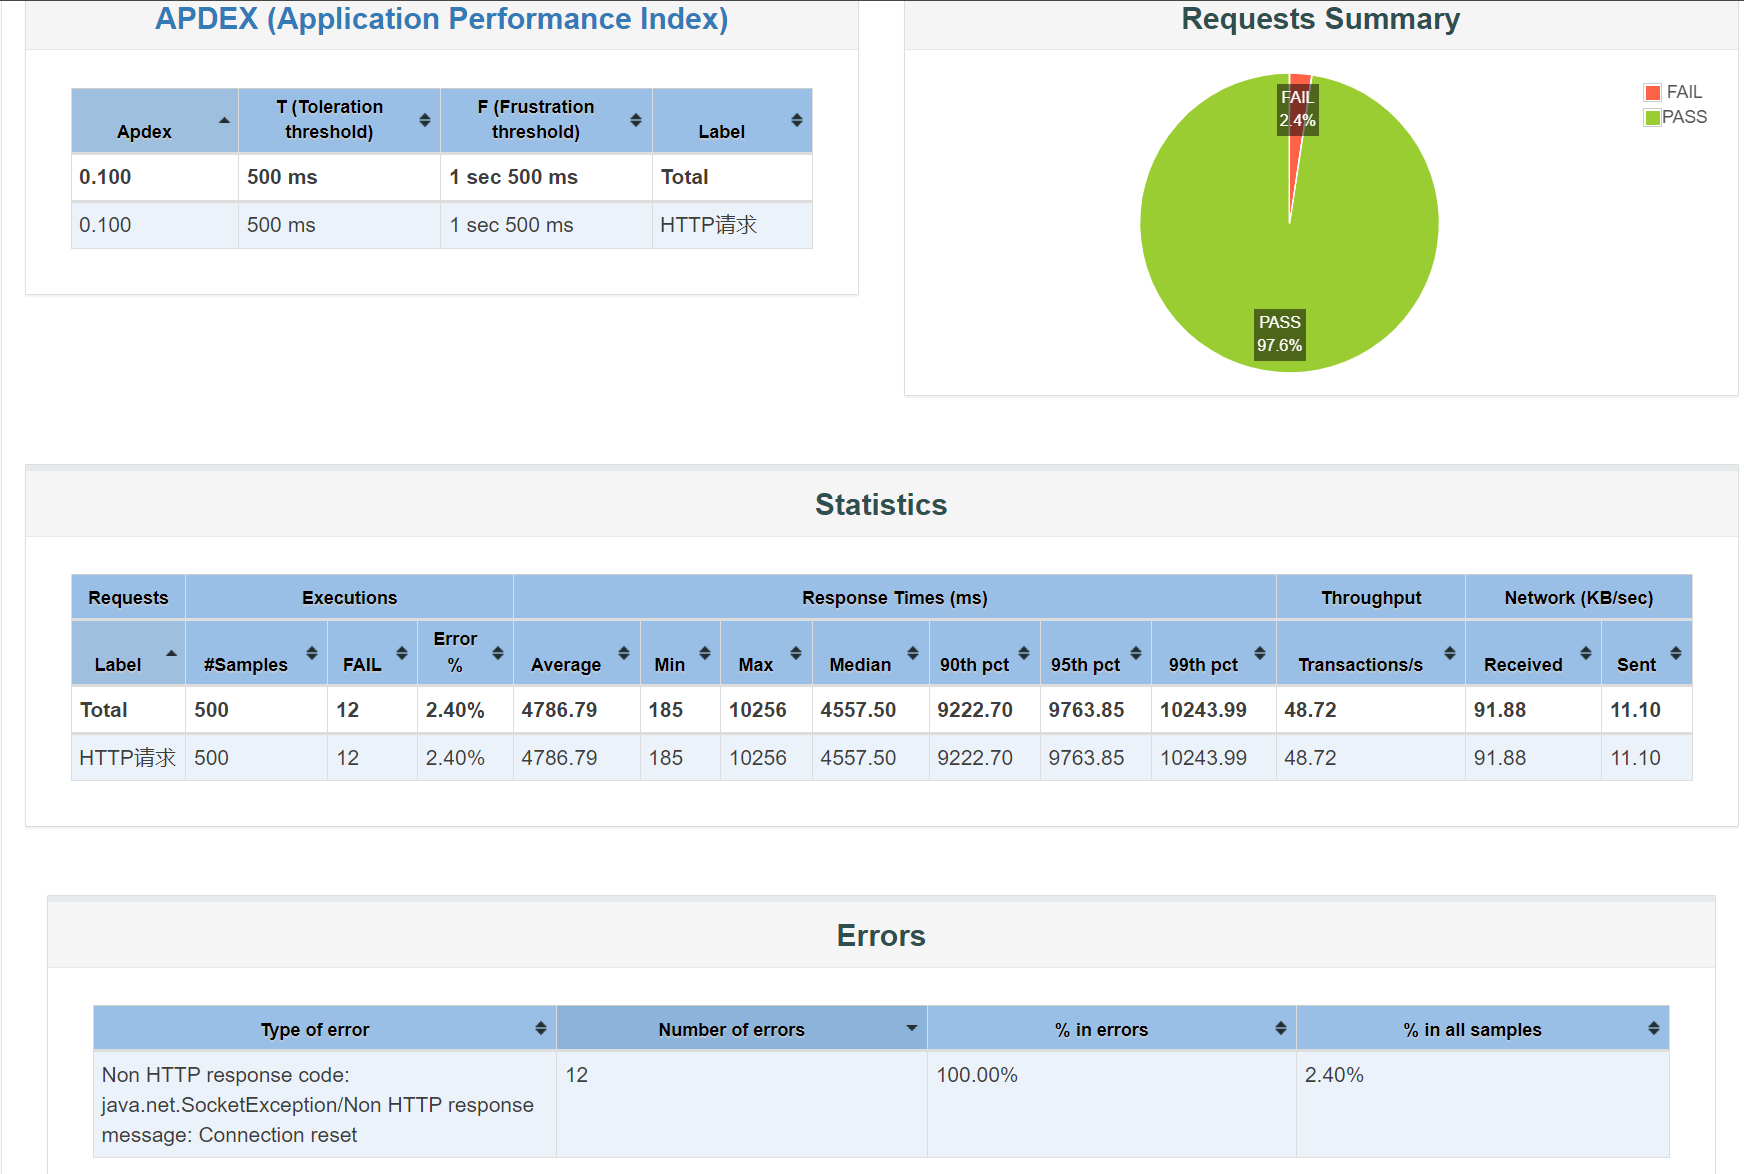 APDEX (Application Performance Index)
Apdex
T (Toleration
threshold)
F (Frustration
threshold)
Label
0.100 500 ms 1 sec 500 ms Total
0.100 500 ms 1 sec 500 ms HTTP请求
Requests Summary
FAIL
2.4%
PASS
97.6%
FAIL
PASS
Statistics
Requests Executions Response Times (ms) Throughput Network (KB/sec)
Label #Samples FAIL Error
% Average Min Max Median 90th pct 95th pct 99th pct Transactions/s Received Sent
Total 500 12 2.40% 4786.79 185 10256 4557.50 9222.70 9763.85 10243.99 48.72 91.88 11.10
HTTP请求 500 12 2.40% 4786.79 185 10256 4557.50 9222.70 9763.85 10243.99 48.72 91.88 11.10
Errors
Type of error Number of errors % in errors % in all samples
Non HTTP response code:
java.net.SocketException/Non HTTP response
message: Connection reset
12 100.00% 2.40%